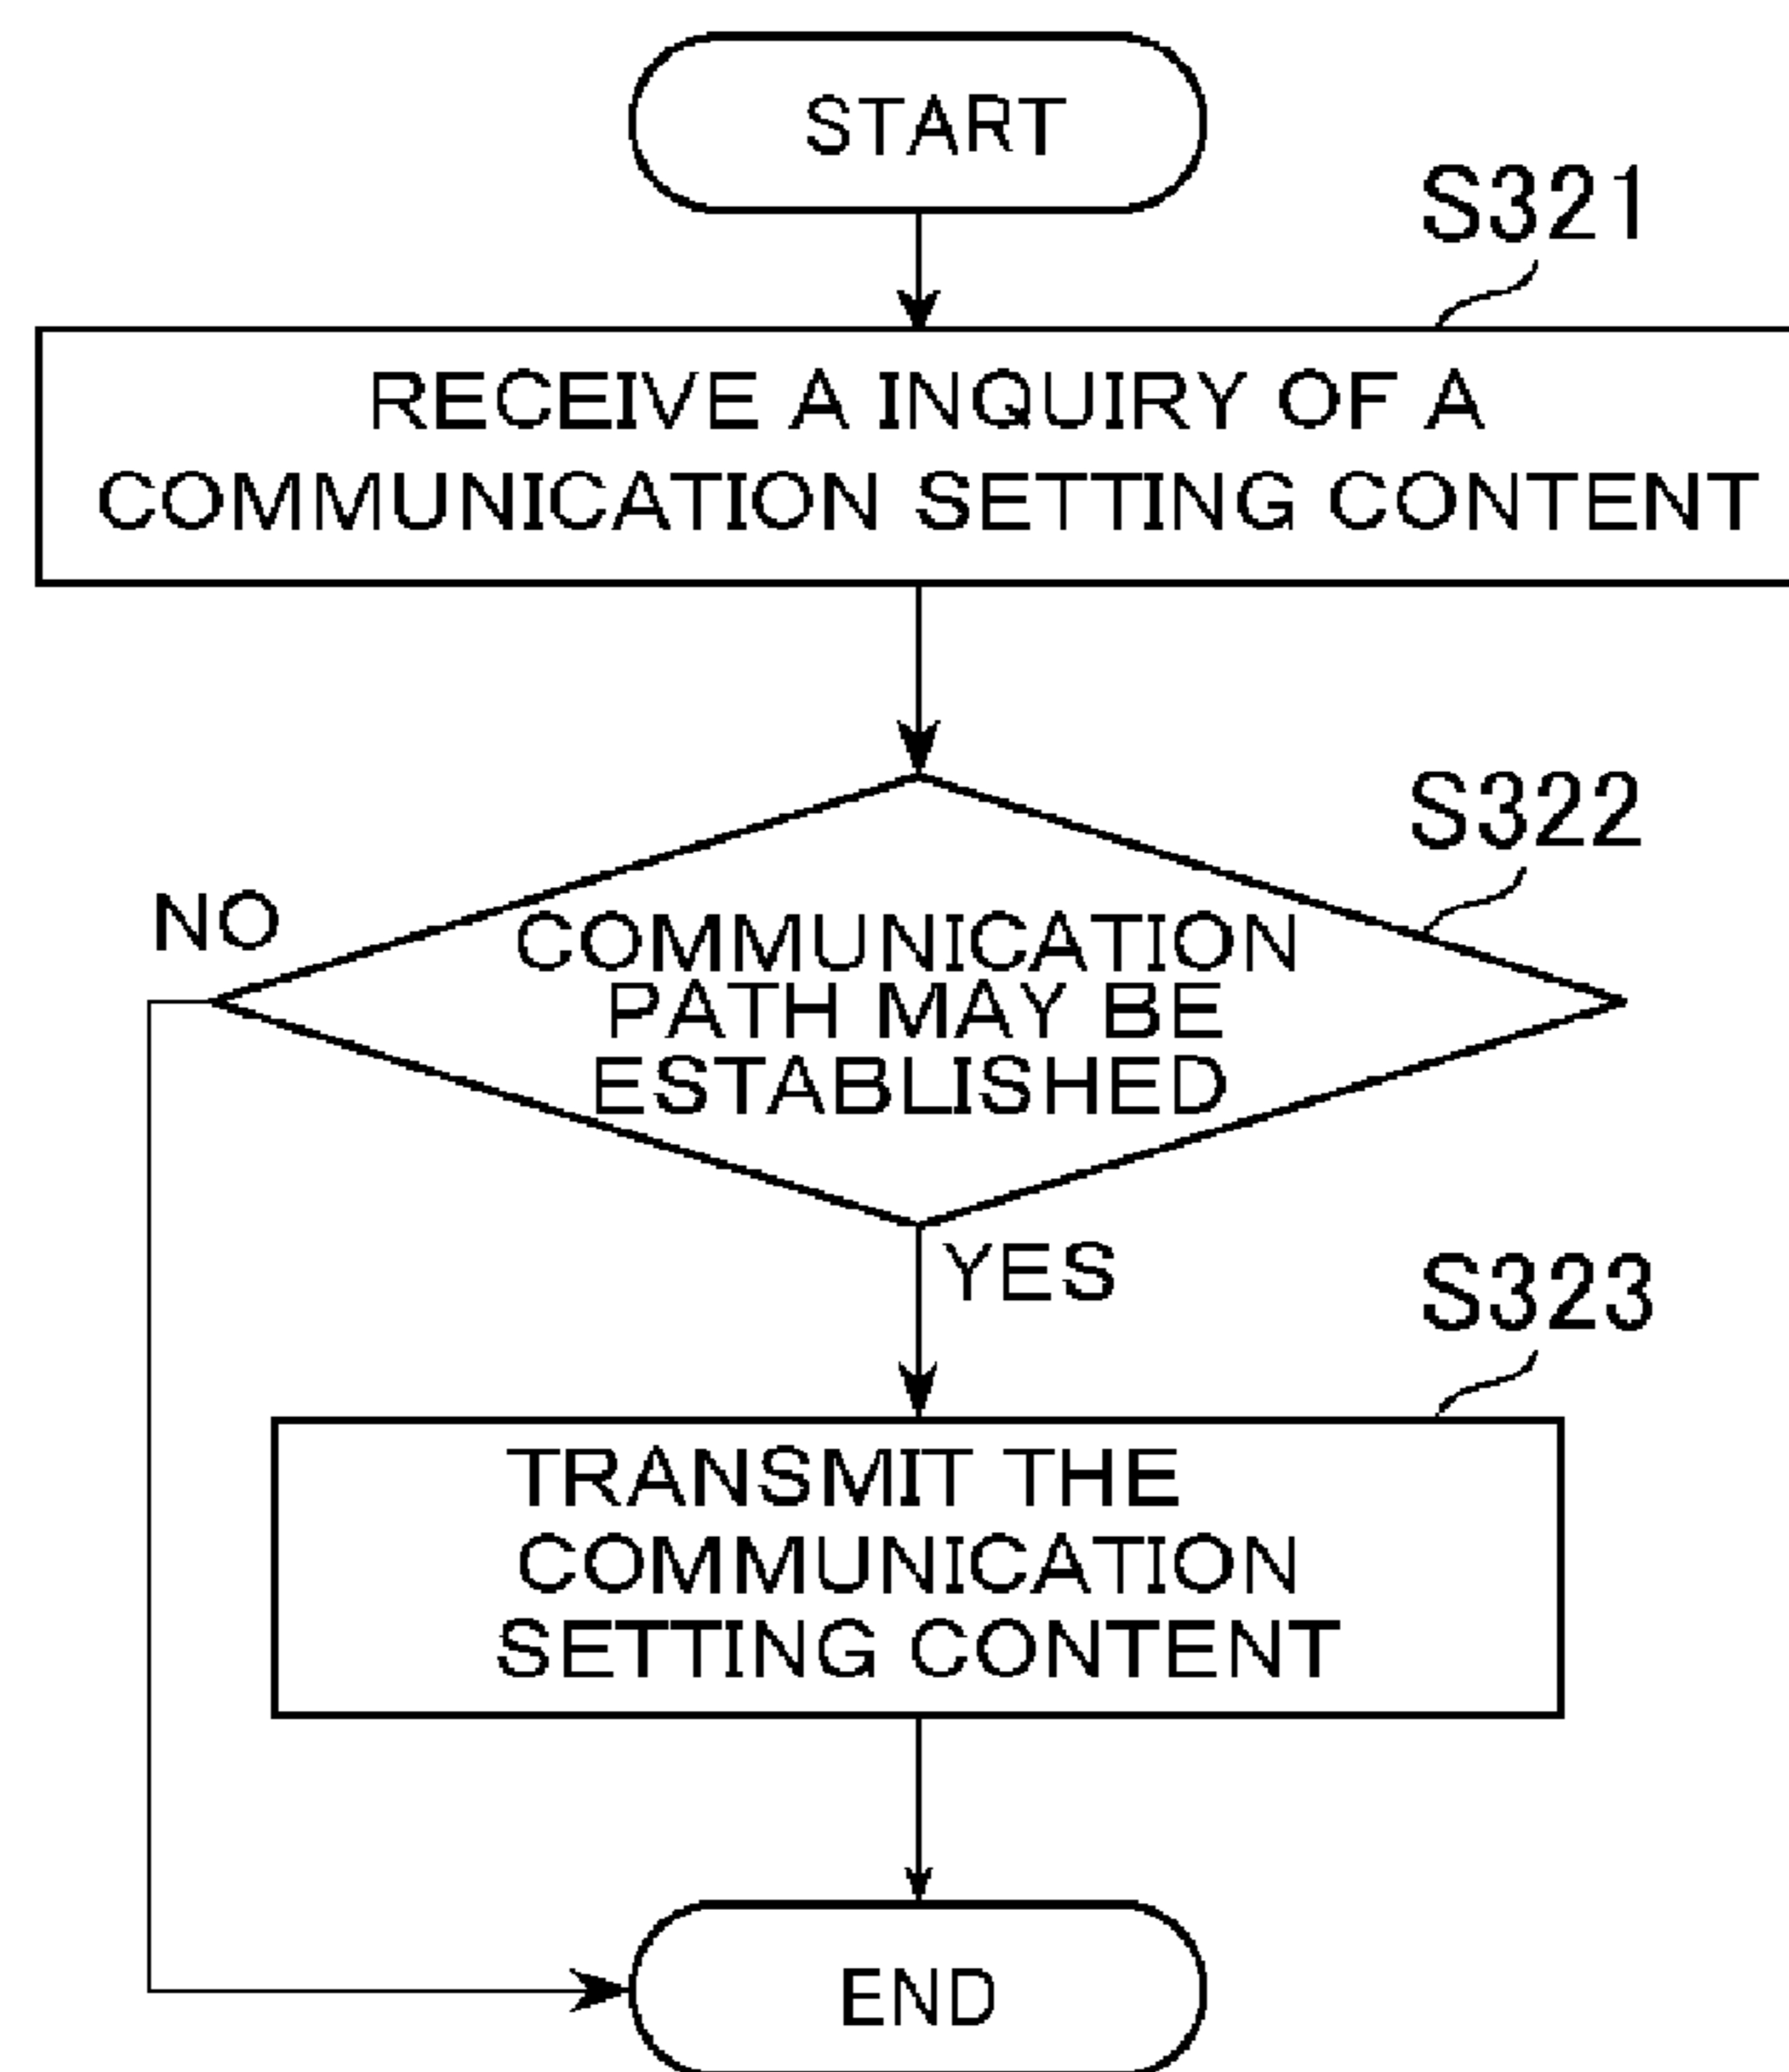 START
S321
RECEIVE A INQUIRY OF A
COMMUNICATION SETTING CONTENT
S322
NO
COMMUNICATION
PATH MAY BE
ESTABLISHED
YES
S323
TRANSMIT THE
COMMUNICATION
SETTING CONTENT
END